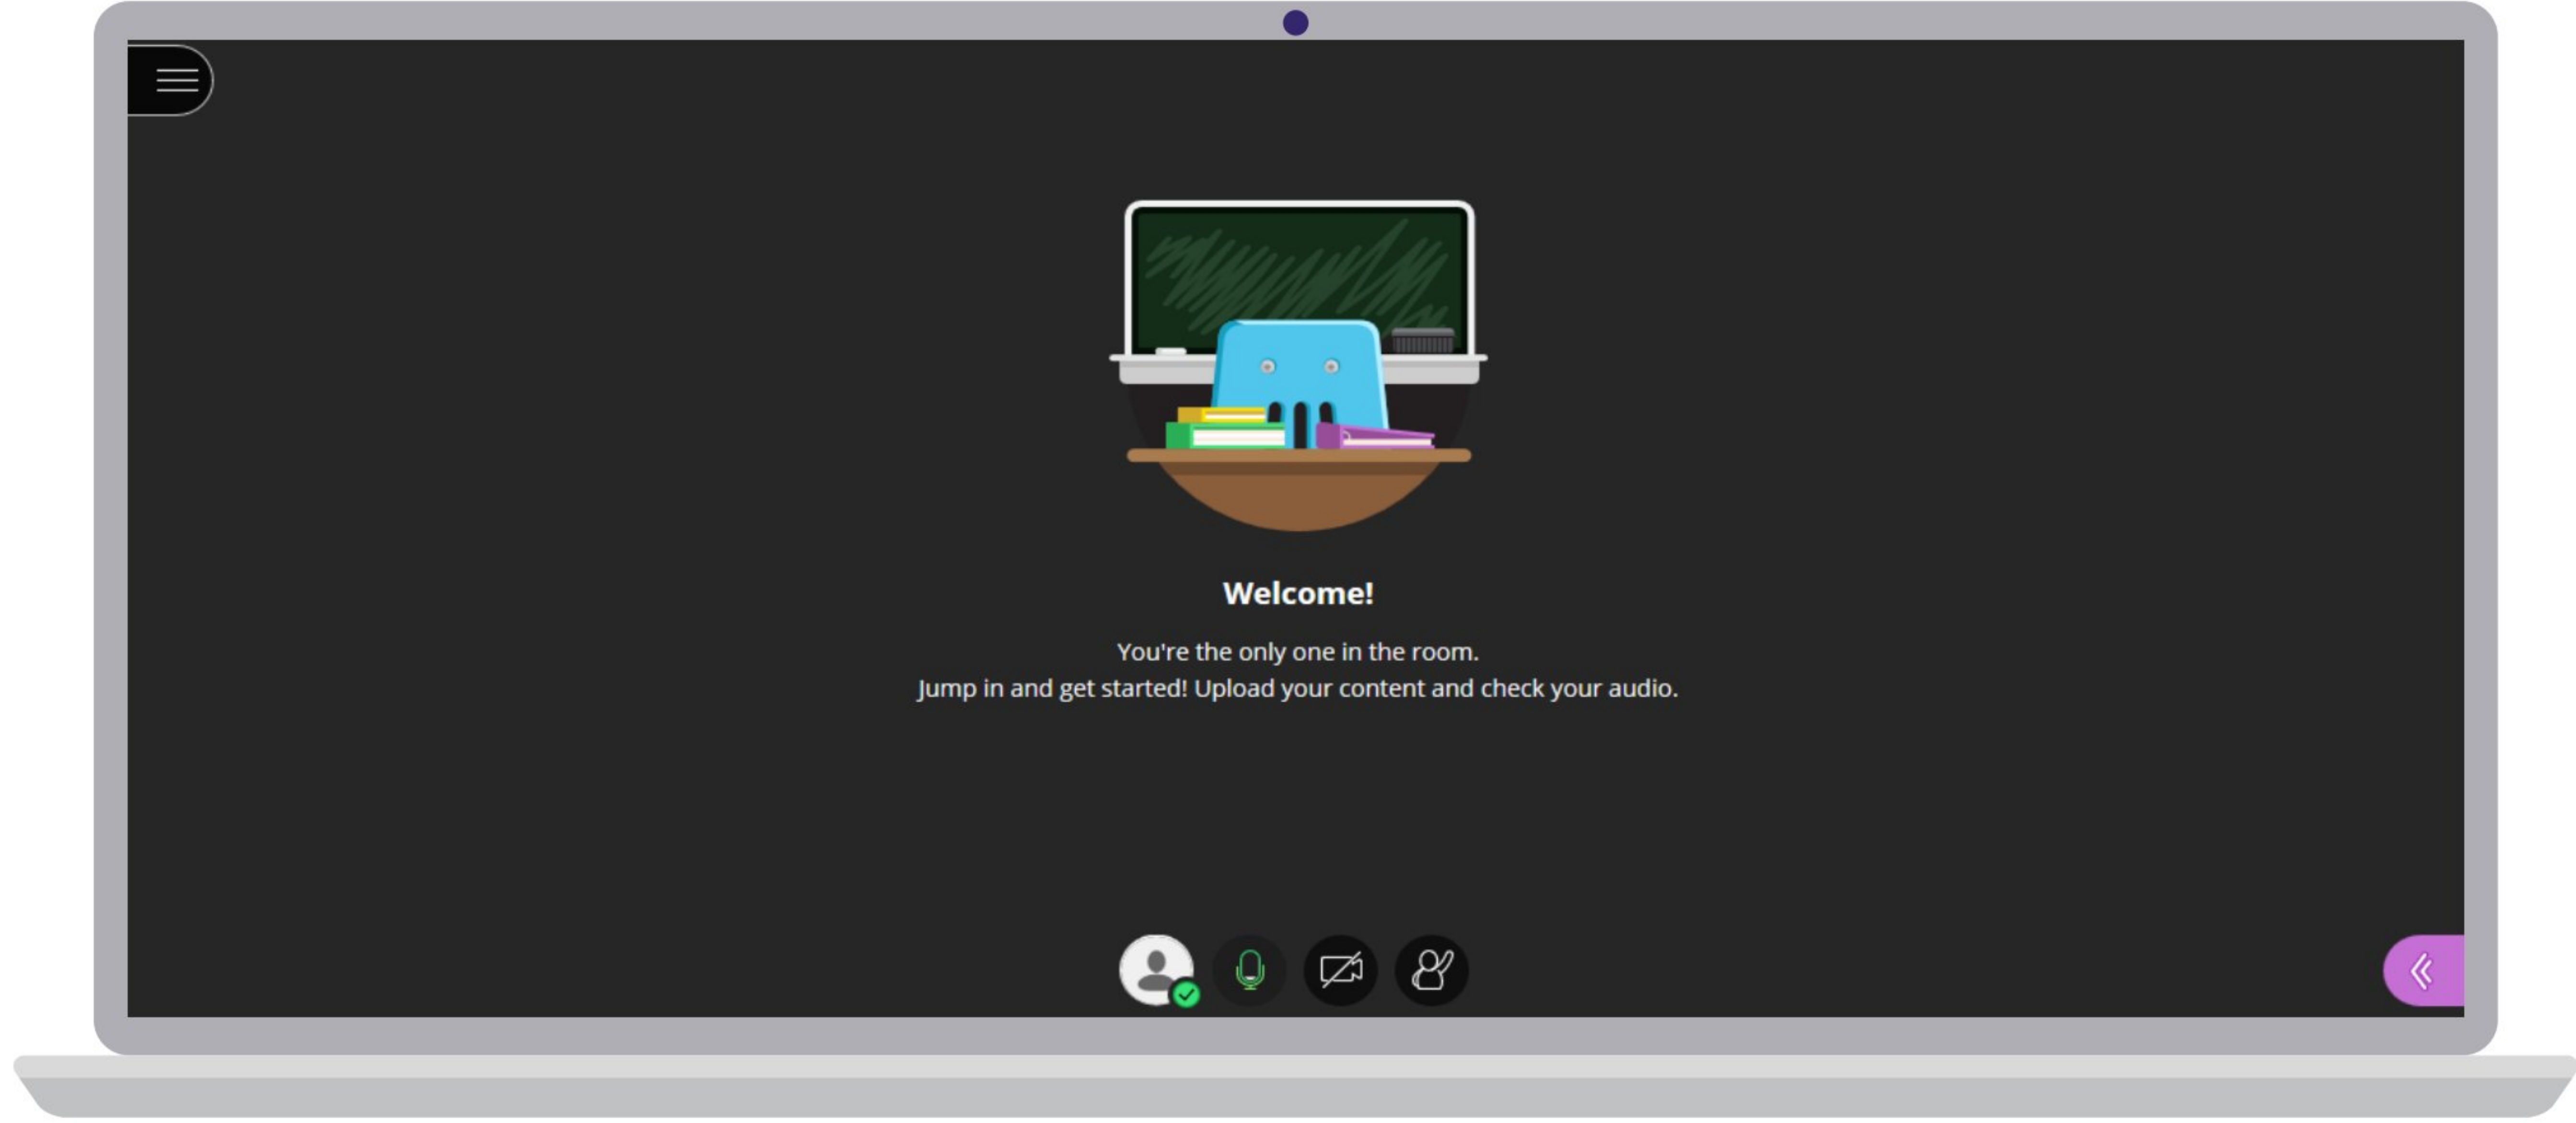 Welcome!
You're the only one in the room.
Jump in and get started! Upload your content and check your audio.